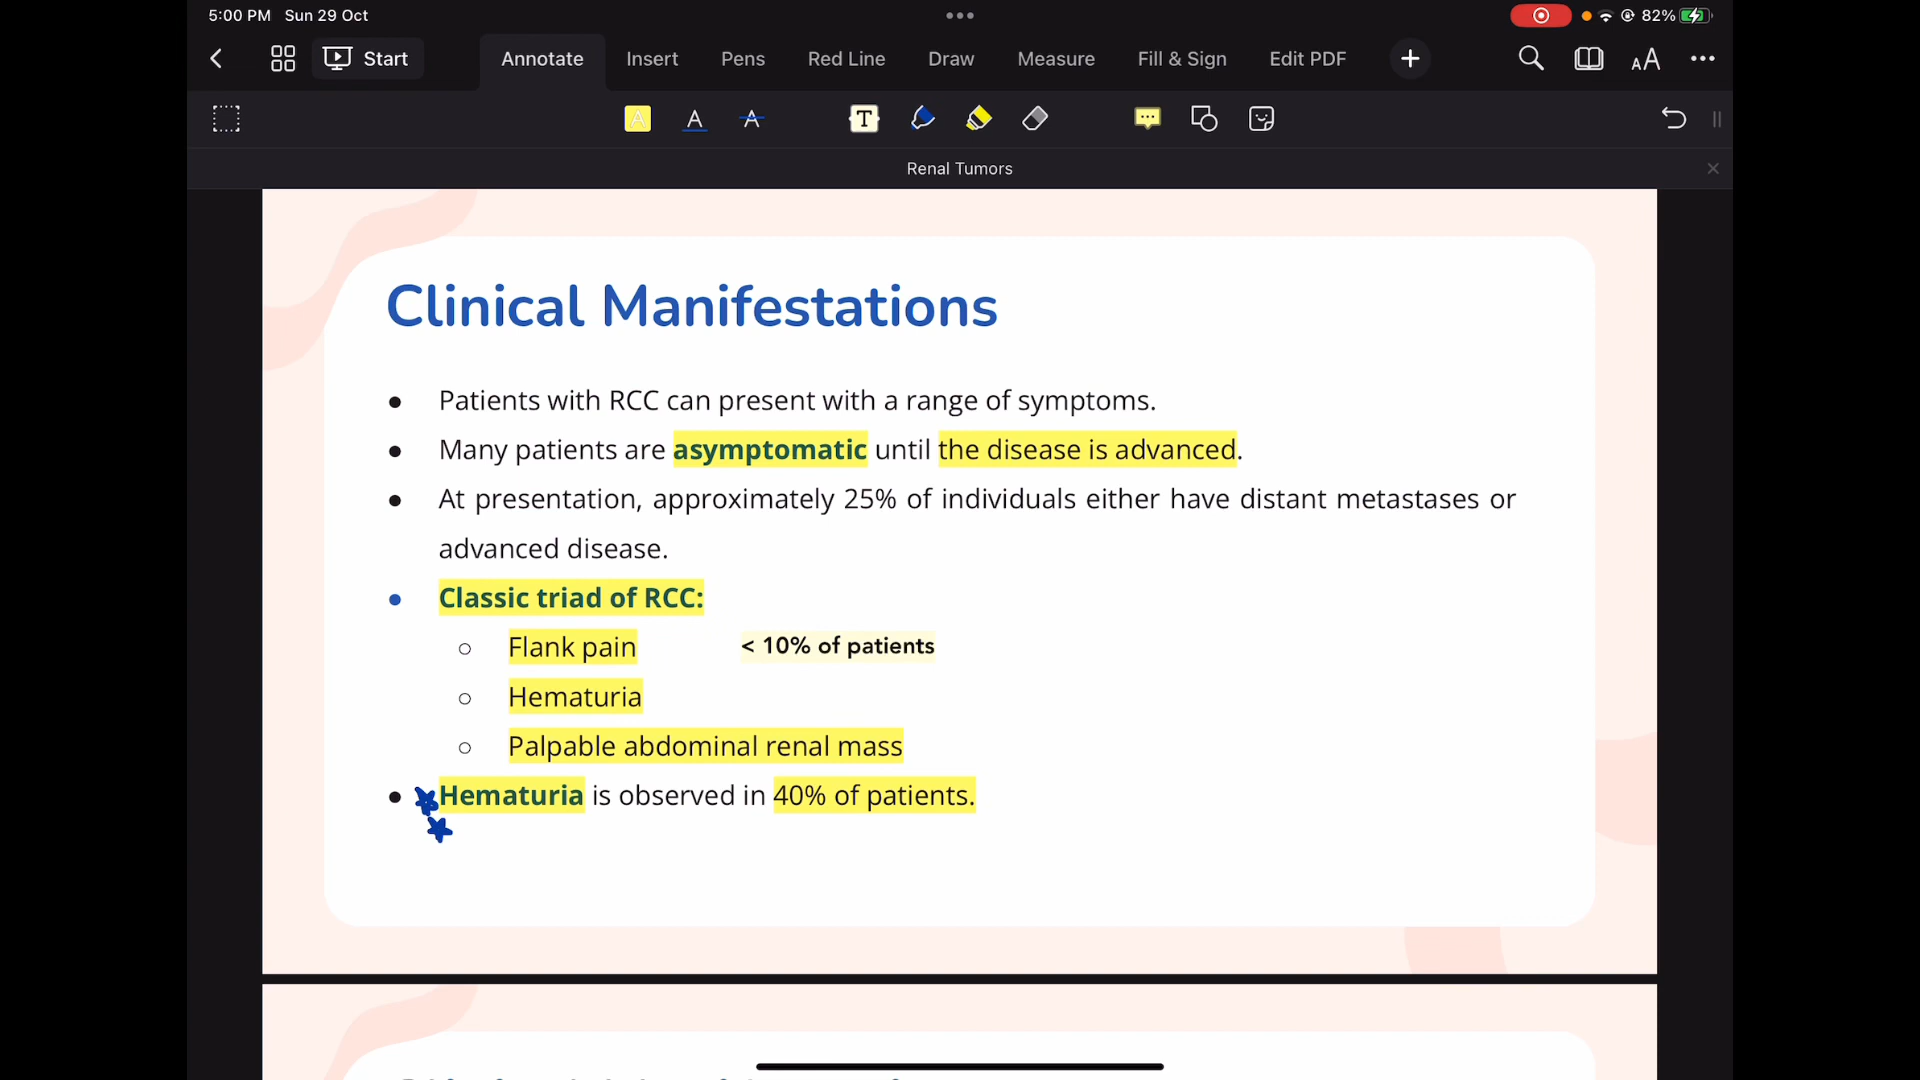 5:00 PM Sun 29 Oct
82%
Start
Annotate Insert Pens Red Line Draw Measure Fill & Sign Edit PDF
Renal Tumors
Clinical Manifestations
● Patients with RCC can present with a range of symptoms.
● Many patients are asymptomatic until the disease is advanced.
● At presentation, approximately 25% of individuals either have distant metastases or
advanced disease.
● Classic triad of RCC:
○ Flank pain < 10% of patients
○ Hematuria
○ Palpable abdominal renal mass
● Hematuria is observed in 40% of patients.